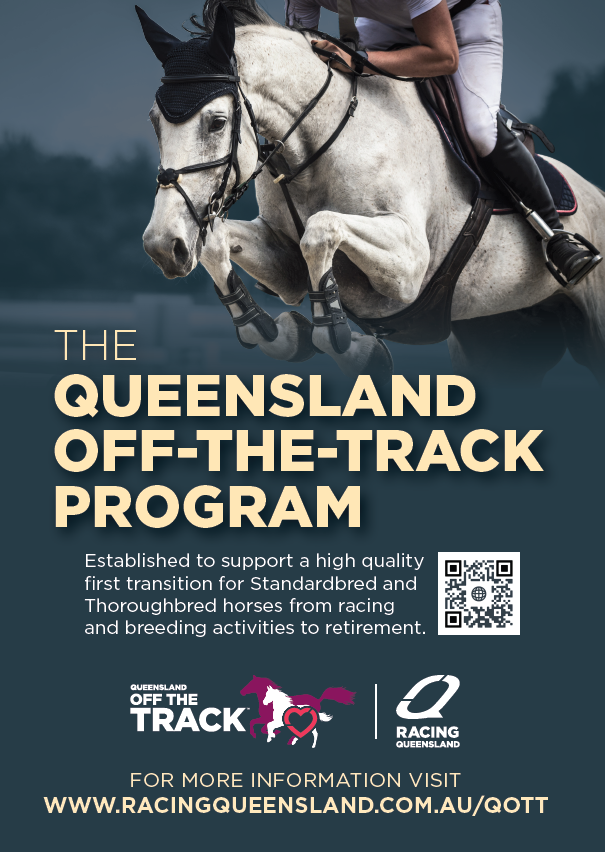 THE
QUEENSLAND
OFF-THE-TRACK
PROGRAM
Established to support a high quality
first transition for Standardbred and
Thoroughbred horses from racing
and breeding activities to retirement.
QUEENSLAND
OFF THE
TRACK™
RACING
QUEENSLAND
FOR MORE INFORMATION VISIT
WWW.RACINGQUEENSLAND.COM.AU/QOTT